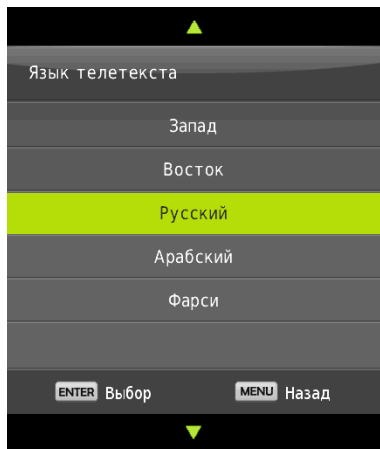 Язык телетекста
Запад
Восток
Русский
Арабский
Фарси
ENTER Выбор MENU Назад